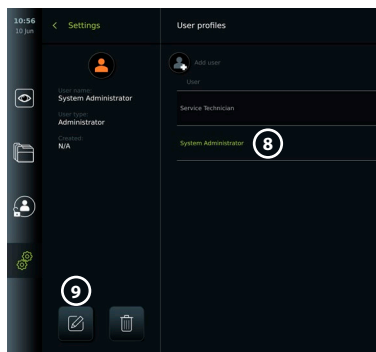 10:56
10 Jun
Settings
User profiles
Add user
User
User name:
System Administrator
User type:
Administrator
Created:
N/A
Service Technician
System Administrator
8
9